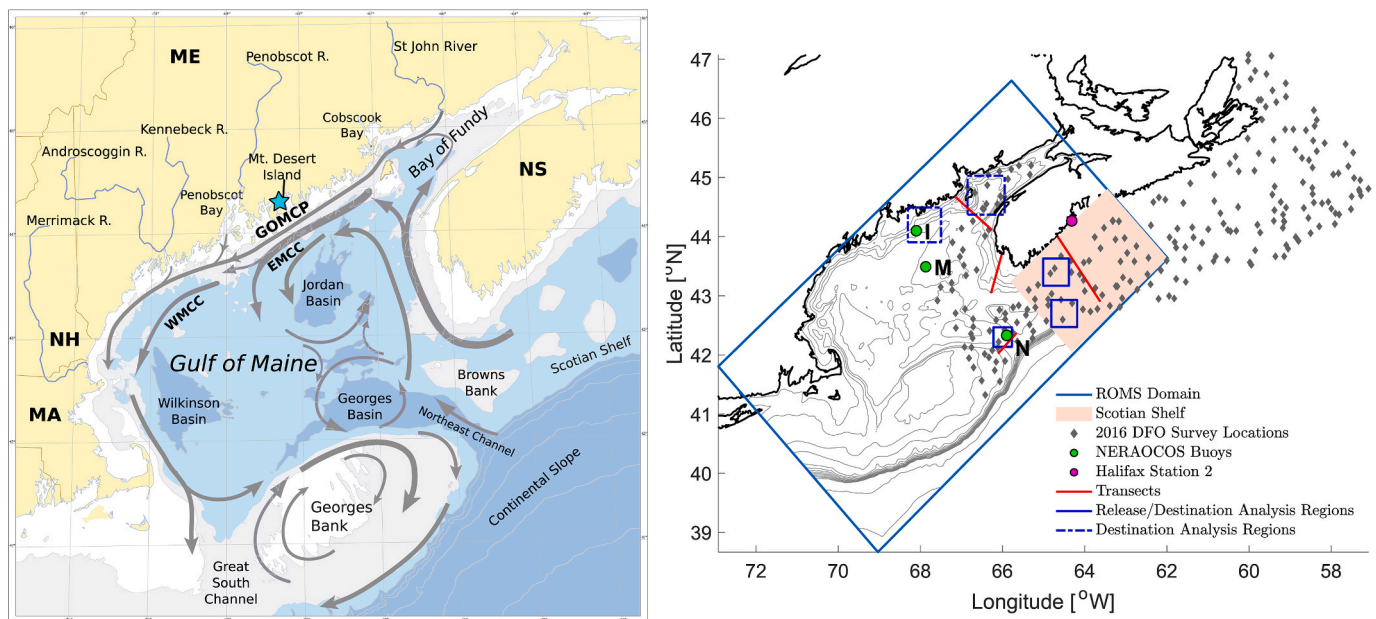 ME
Penobscot R.
St John River
Cobscook
Bay
Kennebeck R.
Androscoggin R.
Mt. Desert
Island
Bay of Fundy
NS
Penobscot
Bay
Merrimack R.
GOMCP
EMCC
WMCC
Jordan
Basin
NH
Gulf of Maine
Scotian Shelf
Browns
Bank
MA
Wilkinson
Basin
Georges
Basin
Northeast Channel
Continental Slope
Georges
Bank
Great
South
Channel
47
46
45
44
43
42
41
40
39
Latitude [°N]
I
M
N
ROMS Domain
Scotian Shelf
2016 DFO Survey Locations
NERAOCOS Buoys
Halifax Station 2
Transects
Release/Destination Analysis Regions
Destination Analysis Regions
72 70 68 66 64 62 60 58
Longitude [°W]